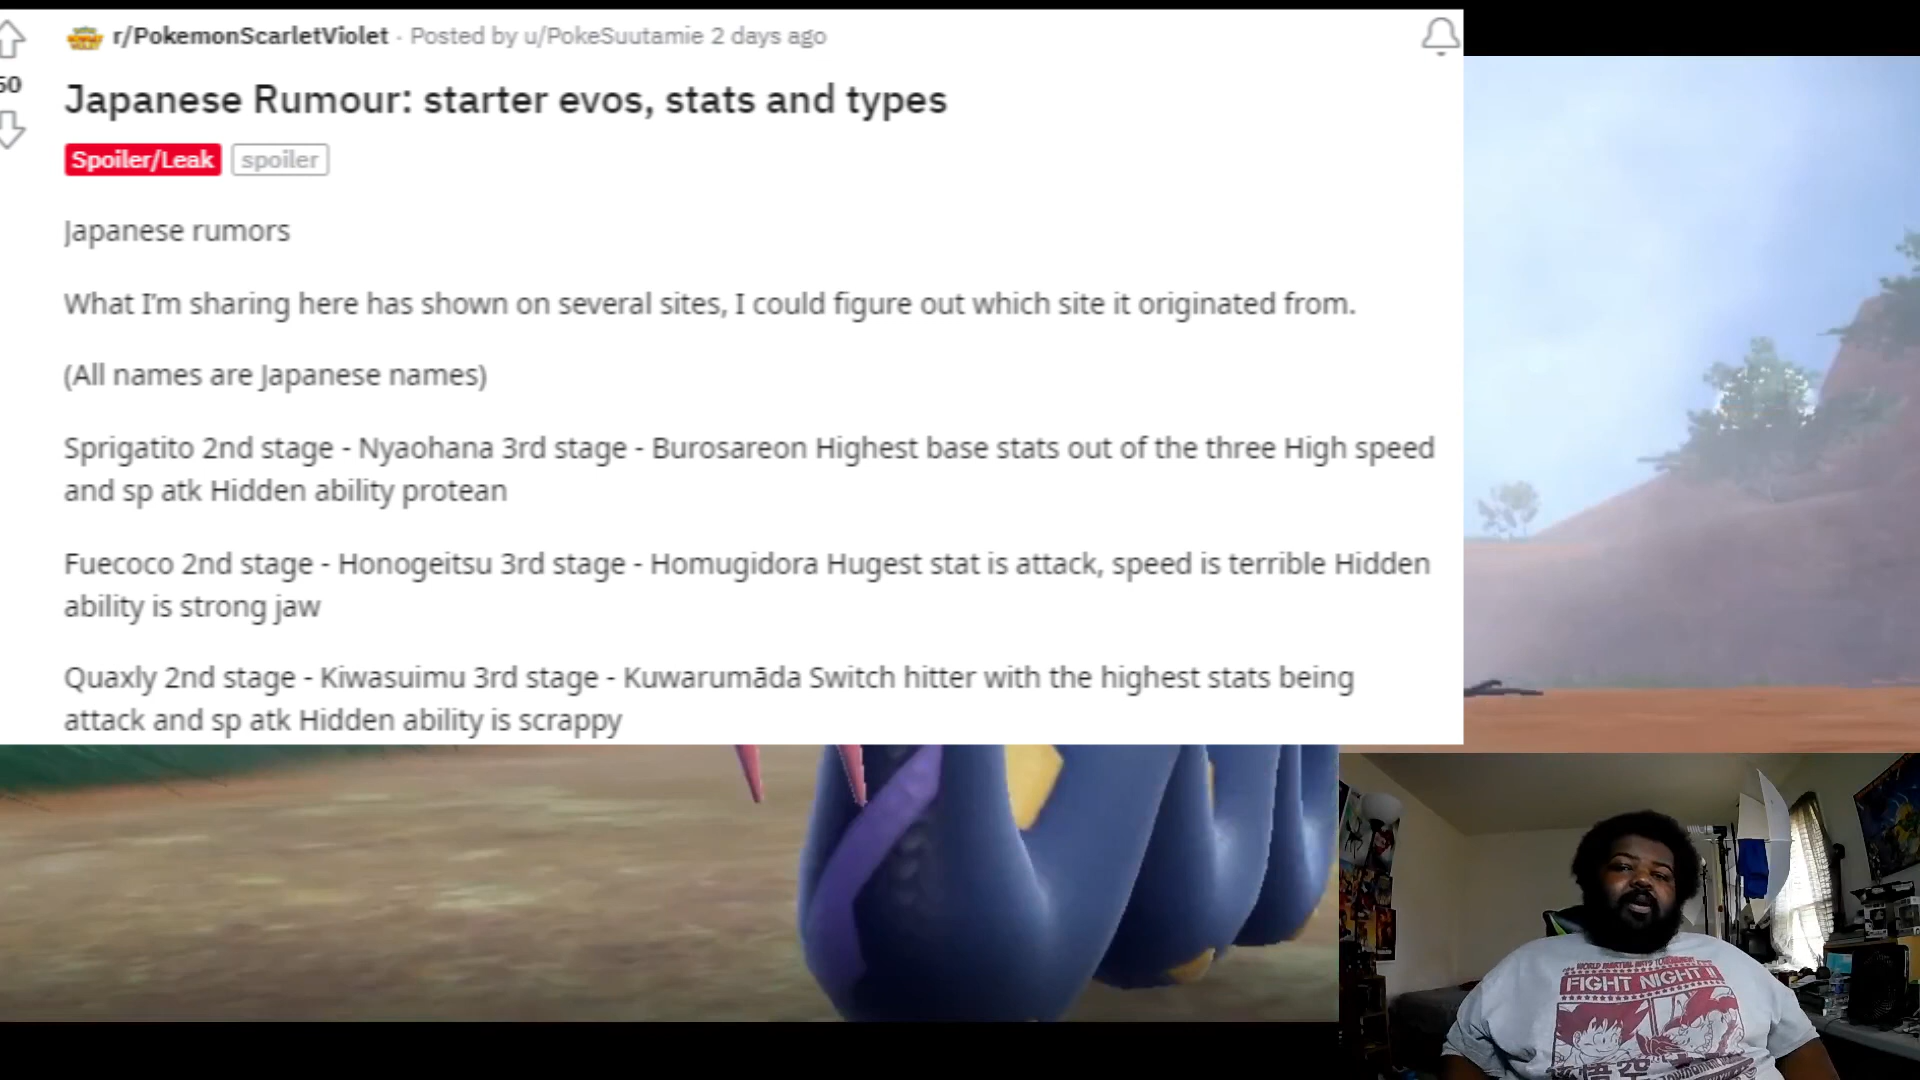 r/PokemonScarletViolet · Posted by u/PokeSuutamie 2 days ago
Japanese Rumour: starter evos, stats and types
Spoiler/Leak spoiler
Japanese rumors
What I'm sharing here has shown on several sites, I could figure out which site it originated from.
(All names are Japanese names)
Sprigatito 2nd stage - Nyaohana 3rd stage - Burosareon Highest base stats out of the three High speed
and sp atk Hidden ability protean
Fuecoco 2nd stage - Honogeitsu 3rd stage - Homugidora Hugest stat is attack, speed is terrible Hidden
ability is strong jaw
Quaxly 2nd stage - Kiwasuimu 3rd stage - Kuwarumāda Switch hitter with the highest stats being
attack and sp atk Hidden ability is scrappy
FIGHT NIGHT !!